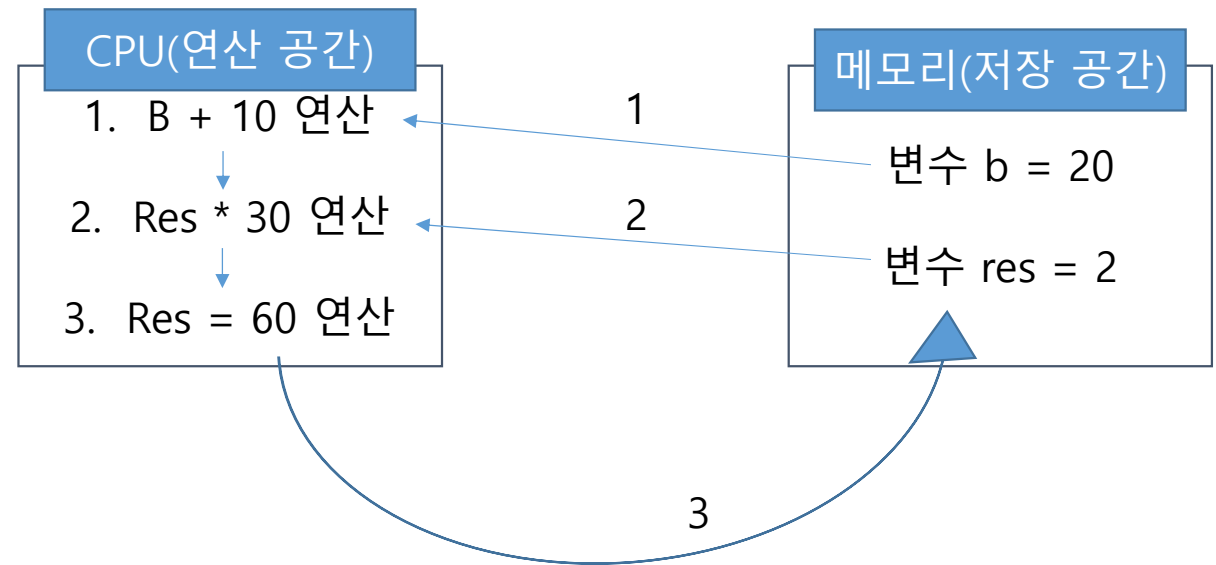 CPU(연산 공간)
1. B + 10 연산
2. Res * 30 연산
3. Res = 60 연산
1
2
3
메모리(저장 공간)
변수 b = 20
변수 res = 2